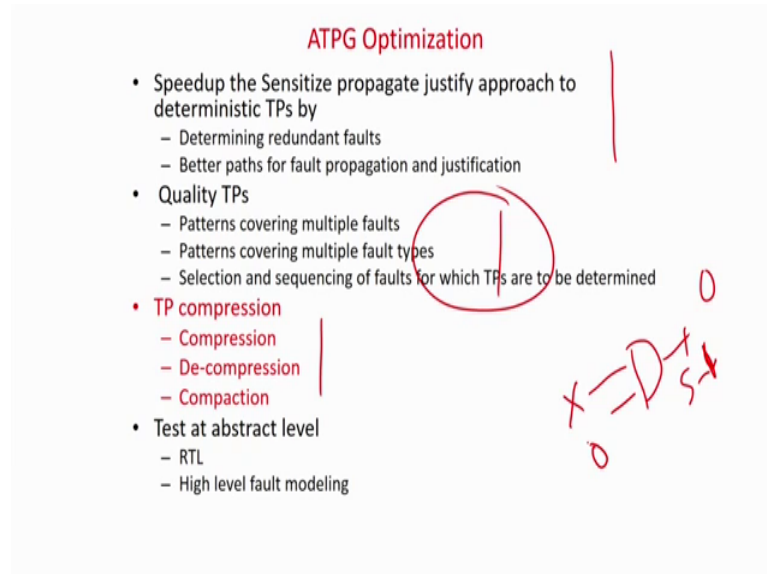 ATPG Optimization
• Speedup the Sensitize propagate justify approach to
deterministic TPs by
– Determining redundant faults
– Better paths for fault propagation and justification
• Quality TPs
– Patterns covering multiple faults
– Patterns covering multiple fault types
– Selection and sequencing of faults for which TPs are to be determined
0
• TP compression
– Compression
– De-compression
– Compaction
X
0
• Test at abstract level
– RTL
– High level fault modeling